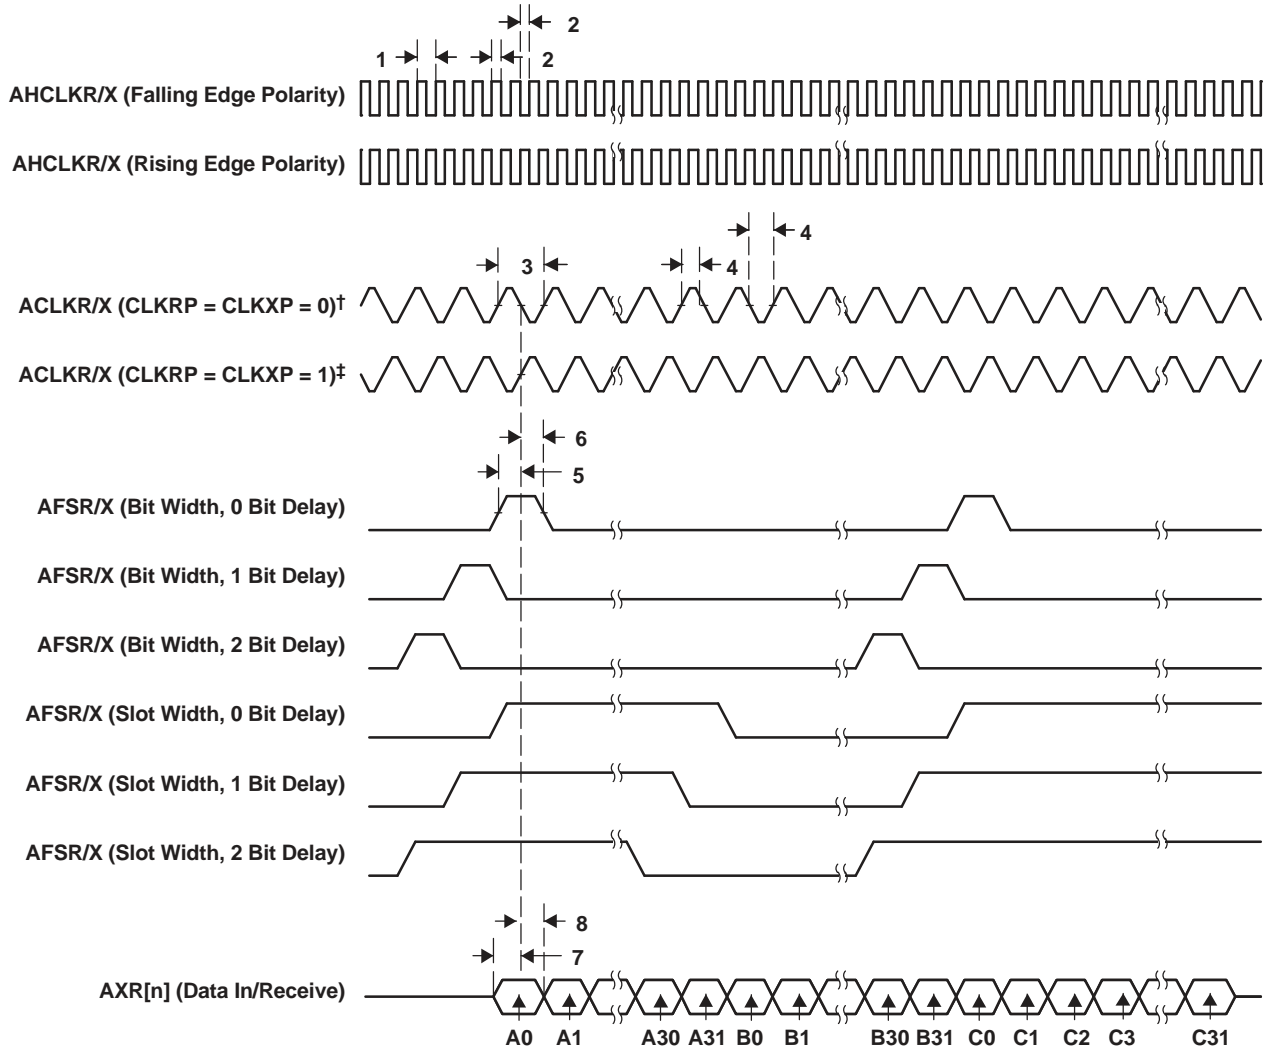 2
1 2
AHCLKR/X (Falling Edge Polarity)
AHCLKR/X (Rising Edge Polarity)
4
3 4
ACLKR/X (CLKRP = CLKXP = 0)†
ACLKR/X (CLKRP = CLKXP = 1)‡
6
5
AFSR/X (Bit Width, 0 Bit Delay)
AFSR/X (Bit Width, 1 Bit Delay)
AFSR/X (Bit Width, 2 Bit Delay)
AFSR/X (Slot Width, 0 Bit Delay)
AFSR/X (Slot Width, 1 Bit Delay)
AFSR/X (Slot Width, 2 Bit Delay)
8
7
AXR[n] (Data In/Receive)
A0 A1 A30 A31 B0 B1 B30 B31 C0 C1 C2 C3 C31